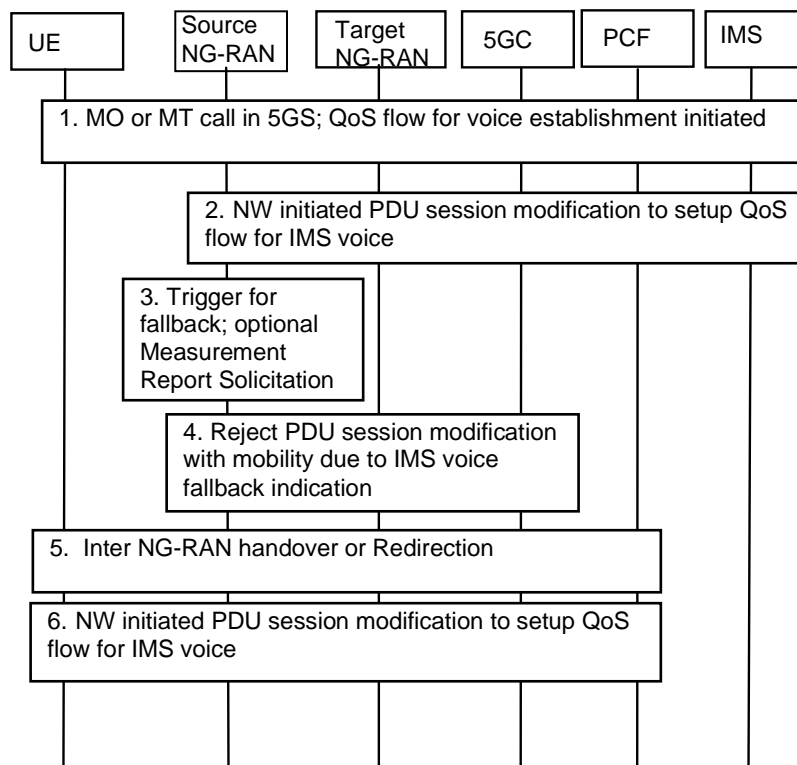 UE
Source
NG-RAN
Target
NG-RAN
5GC
PCF
IMS
1. MO or MT call in 5GS; QoS flow for voice establishment initiated
2. NW initiated PDU session modification to setup QoS
flow for IMS voice
3. Trigger for
fallback; optional
Measurement
Report Solicitation
4. Reject PDU session modification
with mobility due to IMS voice
fallback indication
5. Inter NG-RAN handover or Redirection
6. NW initiated PDU session modification to setup QoS
flow for IMS voice